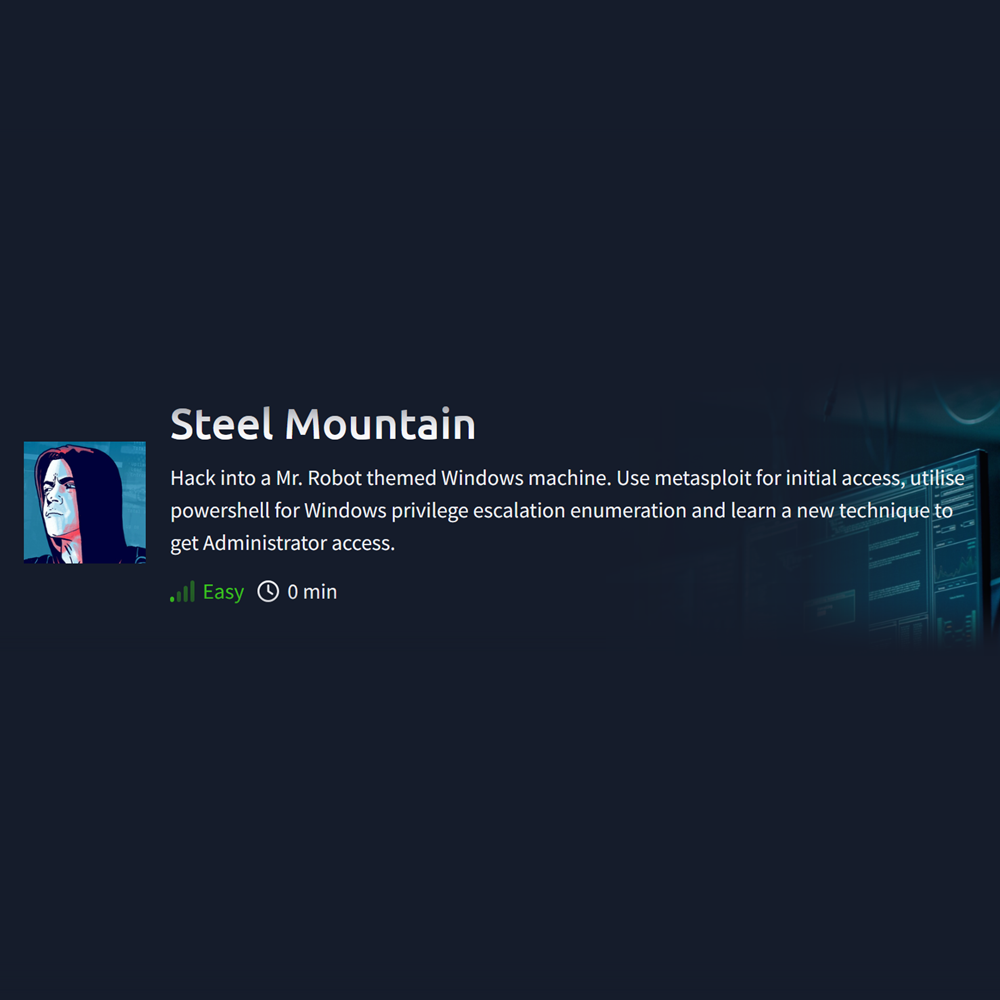 Steel Mountain
Hack into a Mr. Robot themed Windows machine. Use metasploit for initial access, utilise
powershell for Windows privilege escalation enumeration and learn a new technique to
get Administrator access.
Easy 0 min